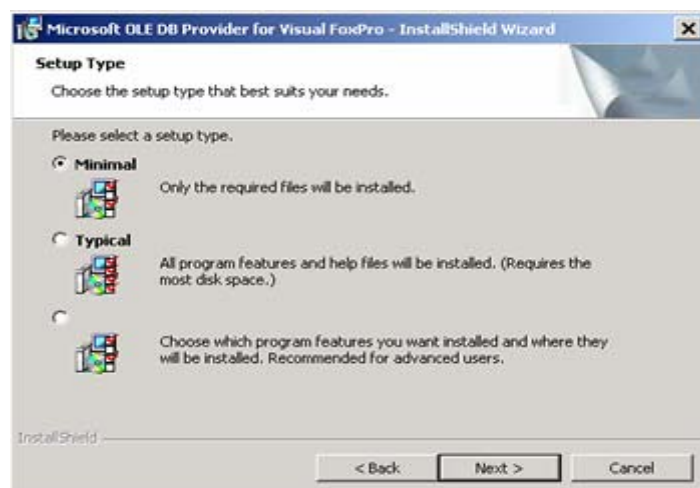 Microsoft OLE DB Provider for Visual FoxPro - InstallShield Wizard
Setup Type
Choose the setup type that best suits your needs.
Please select a setup type.
Minimal
Only the required files will be installed.
Typical
All program features and help files will be installed. (Requires the
most disk space.)
Choose which program features you want installed and where they
will be installed. Recommended for advanced users.
InstallShield
< Back
Next >
Cancel